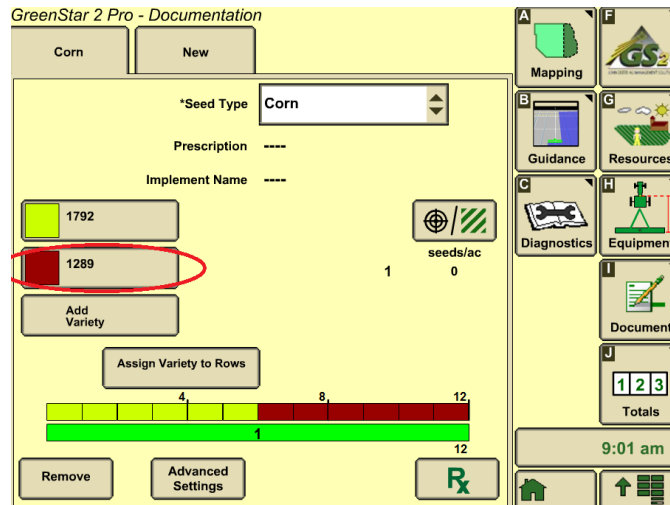 GreenStar 2 Pro - Documentation
Corn
New
*Seed Type
Corn
Prescription
----
Implement Name
----
1792
1289
seeds/ac
1
0
Add
Variety
Assign Variety to Rows
4
8
12
1
12
Remove
Advanced
Settings
Rx
A
Mapping
F
GS2
B
Guidance
G
Resources
C
Diagnostics
H
Equipmen
I
Document
J
1 2 3
Totals
9:01 am